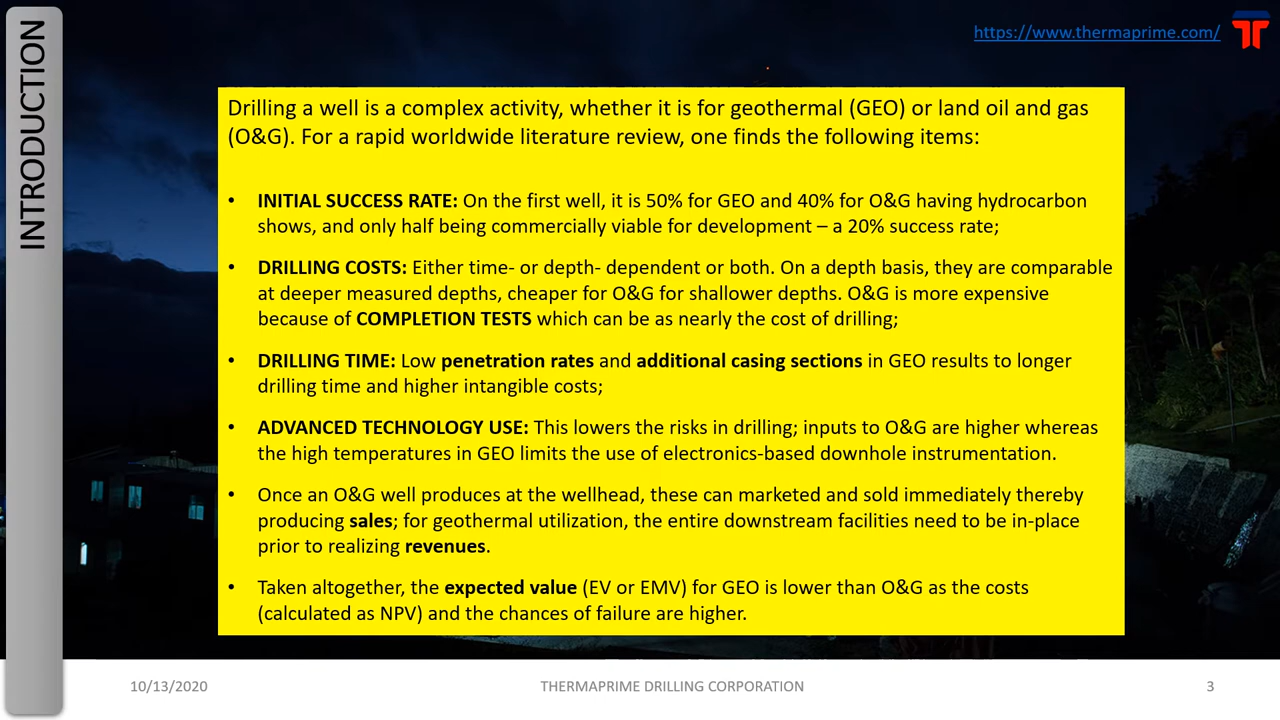 INTRODUCTION
https://www.thermaprime.com/
Drilling a well is a complex activity, whether it is for geothermal (GEO) or land oil and gas
(O&G). For a rapid worldwide literature review, one finds the following items:
• INITIAL SUCCESS RATE: On the first well, it is 50% for GEO and 40% for O&G having hydrocarbon
shows, and only half being commercially viable for development – a 20% success rate;
• DRILLING COSTS: Either time- or depth- dependent or both. On a depth basis, they are comparable
at deeper measured depths, cheaper for O&G for shallower depths. O&G is more expensive
because of COMPLETION TESTS which can be as nearly the cost of drilling;
• DRILLING TIME: Low penetration rates and additional casing sections in GEO results to longer
drilling time and higher intangible costs;
• ADVANCED TECHNOLOGY USE: This lowers the risks in drilling; inputs to O&G are higher whereas
the high temperatures in GEO limits the use of electronics-based downhole instrumentation.
• Once an O&G well produces at the wellhead, these can marketed and sold immediately thereby
producing sales; for geothermal utilization, the entire downstream facilities need to be in-place
prior to realizing revenues.
• Taken altogether, the expected value (EV or EMV) for GEO is lower than O&G as the costs
(calculated as NPV) and the chances of failure are higher.
10/13/2020
THERMAPRIME DRILLING CORPORATION
3